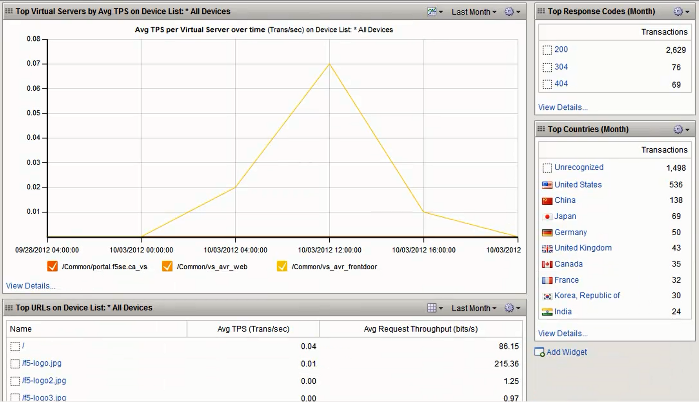 Top Virtual Servers by Avg TPS on Device List: * All Devices
Last Month
Avg TPS per Virtual Server over time (Trans/sec) on Device List: * All Devices
0.08
0.07
0.06
0.05
0.04
0.03
0.02
0.01
09/28/2012 04:00:00 10/03/2012 00:00:00 10/03/2012 04:00:00 10/03/2012 12:00:00 10/03/2012 16:00:00 10/03/2012
/Common/portal.f5se.ca_vs /Common/vs_avr_web /Common/vs_avr_frontdoor
View Details...
Top URLs on Device List: * All Devices
Last Month
Name Avg TPS (Trans/sec) Avg Request Throughput (bits/s)
/ 0.04 86.15
/f5-logo.jpg 0.01 215.36
/f5-logo2.jpg 0.00 1.25
/f5-logo3.jpg 0.00 0.97
Top Response Codes (Month)
Transactions
200 2,629
304 76
404 69
View Details...
Top Countries (Month)
Transactions
Unrecognized 1,498
United States 536
China 138
Japan 69
Germany 50
United Kingdom 43
Canada 35
France 32
Korea, Republic of 30
India 24
View Details...
Add Widget